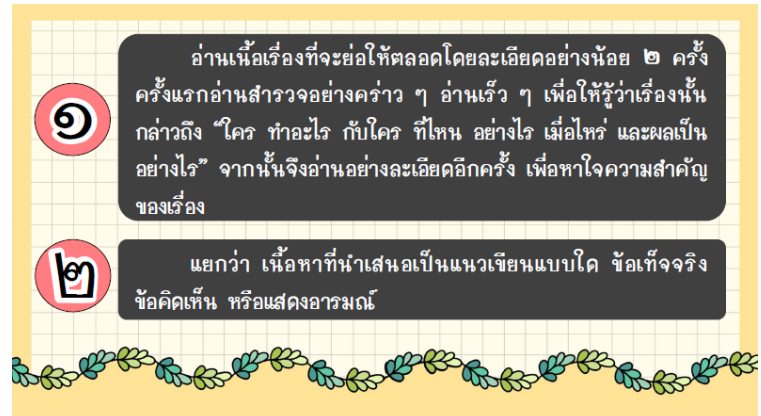 ๑
อ่านเนื้อเรื่องที่จะย่อให้ตลอดโดยละเอียดอย่างน้อย ๒ ครั้ง
ครั้งแรกอ่านสำรวจอย่างคร่าว ๆ อ่านเร็ว ๆ เพื่อให้รู้ว่าเรื่องนั้น
กล่าวถึง “ใคร ทำอะไร กับใคร ที่ไหน อย่างไร เมื่อไหร่ และผลเป็น
อย่างไร” จากนั้นจึงอ่านอย่างละเอียดอีกครั้ง เพื่อหาใจความสำคัญ
ของเรื่อง
๒
แยกว่า เนื้อหาที่นำเสนอเป็นแนวเขียนแบบใด ข้อเท็จจริง
ข้อคิดเห็น หรือแสดงอารมณ์